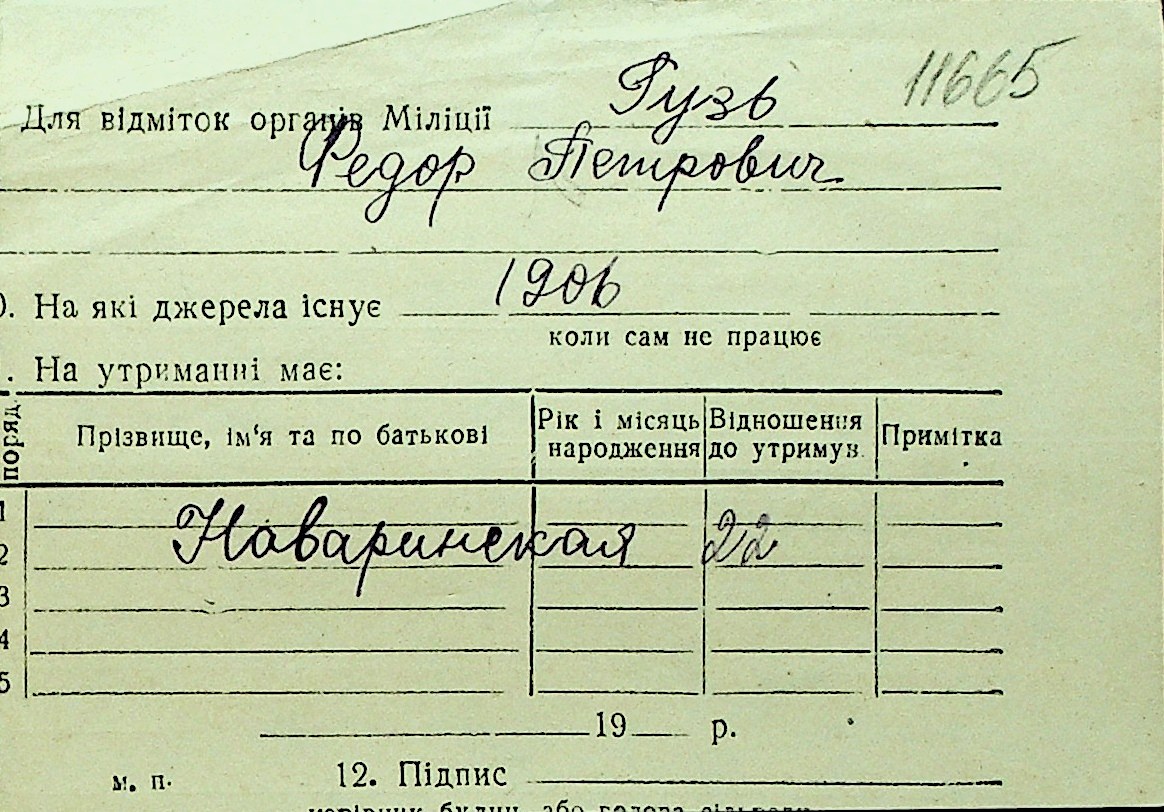 11665
Для відміток органів Міліції Гузь
Федор Петрович
0. На які джерела існує 1906
коли сам не працює
. На утриманні має:
поряд. Прізвище, ім'я та по батькові Рік і місяць народження Відношення до утримув. Примітка
1
2 Наваринская 22
3
4
5
19 р.
м. п. 12. Підпис